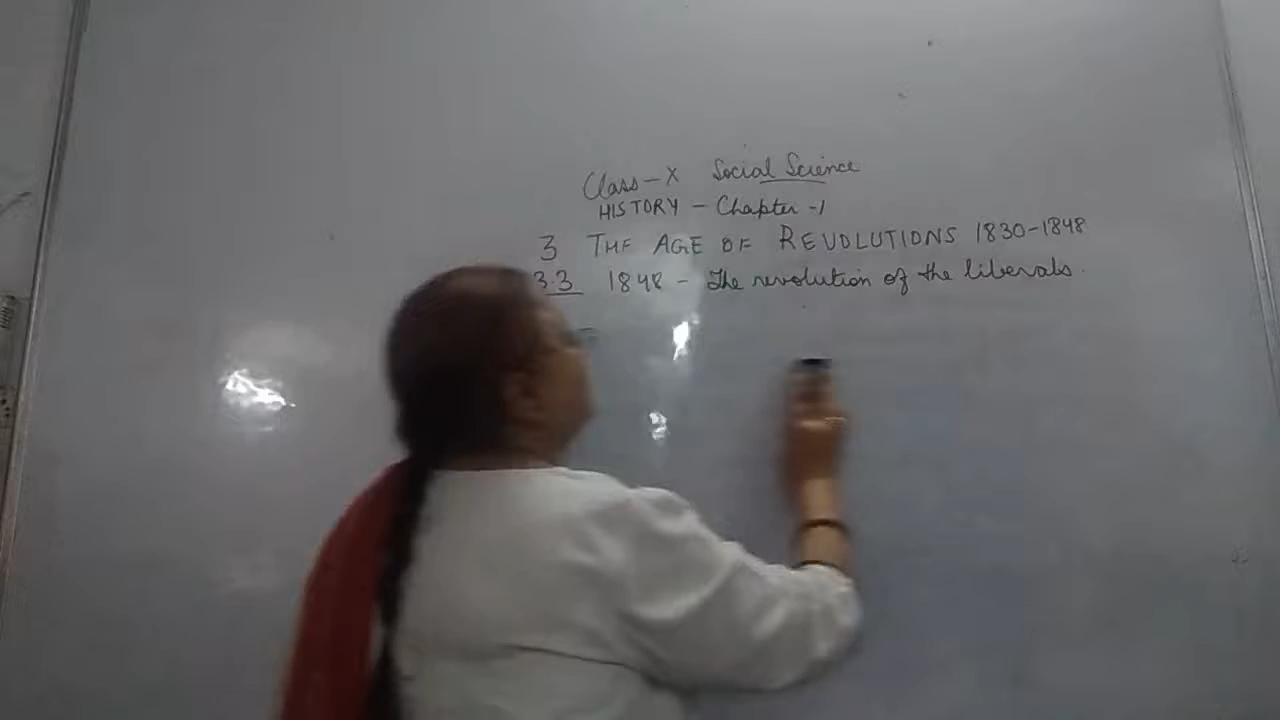 Class - X Social Science
HISTORY - Chapter -1
3 THE AGE OF REVOLUTIONS 1830-1848
3.3 1848 - The revolution of the liberals.